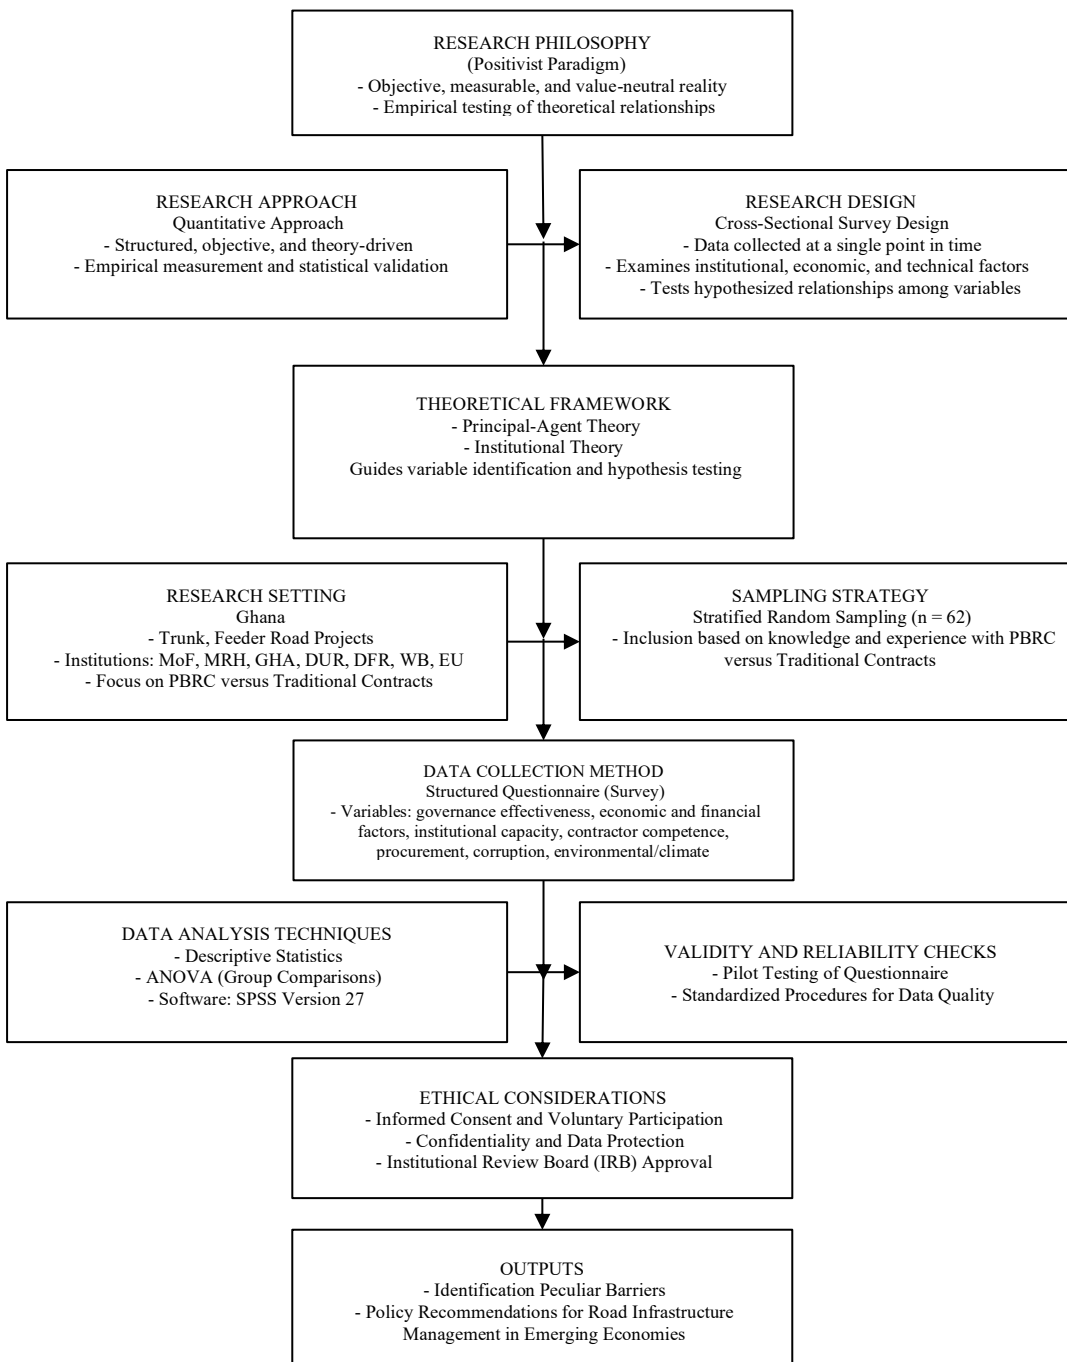 RESEARCH PHILOSOPHY
(Positivist Paradigm)
- Objective, measurable, and value-neutral reality
- Empirical testing of theoretical relationships
RESEARCH APPROACH
Quantitative Approach
- Structured, objective, and theory-driven
- Empirical measurement and statistical validation
RESEARCH DESIGN
Cross-Sectional Survey Design
- Data collected at a single point in time
- Examines institutional, economic, and technical factors
- Tests hypothesized relationships among variables
THEORETICAL FRAMEWORK
- Principal-Agent Theory
- Institutional Theory
Guides variable identification and hypothesis testing
RESEARCH SETTING
Ghana
- Trunk, Feeder Road Projects
- Institutions: MoF, MRH, GHA, DUR, DFR, WB, EU
- Focus on PBRC versus Traditional Contracts
SAMPLING STRATEGY
Stratified Random Sampling (n = 62)
- Inclusion based on knowledge and experience with PBRC
versus Traditional Contracts
DATA COLLECTION METHOD
Structured Questionnaire (Survey)
- Variables: governance effectiveness, economic and financial
factors, institutional capacity, contractor competence,
procurement, corruption, environmental/climate
DATA ANALYSIS TECHNIQUES
- Descriptive Statistics
- ANOVA (Group Comparisons)
- Software: SPSS Version 27
VALIDITY AND RELIABILITY CHECKS
- Pilot Testing of Questionnaire
- Standardized Procedures for Data Quality
ETHICAL CONSIDERATIONS
- Informed Consent and Voluntary Participation
- Confidentiality and Data Protection
- Institutional Review Board (IRB) Approval
OUTPUTS
- Identification Peculiar Barriers
- Policy Recommendations for Road Infrastructure
Management in Emerging Economies